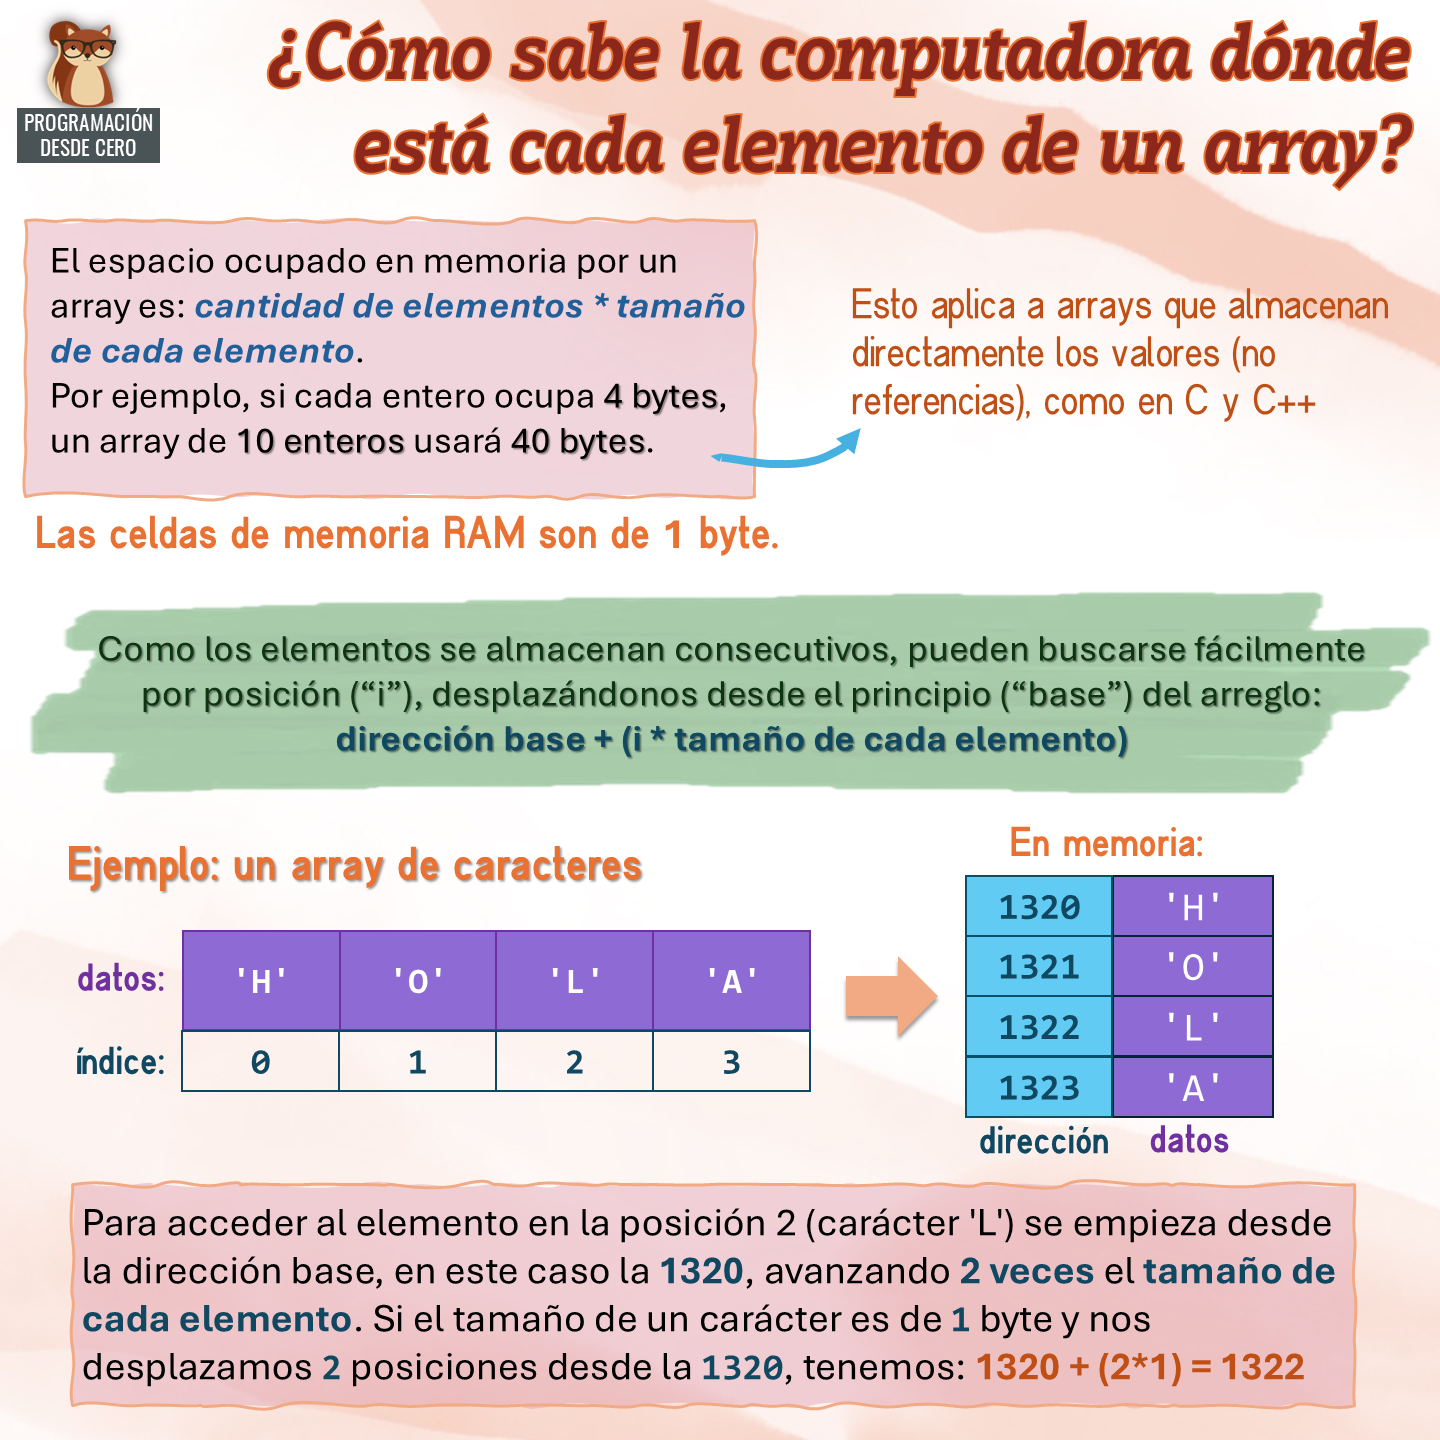 PROGRAMACIÓN
DESDE CERO
¿Cómo sabe la computadora dónde
está cada elemento de un array?
El espacio ocupado en memoria por un
array es: cantidad de elementos * tamaño
de cada elemento.
Por ejemplo, si cada entero ocupa 4 bytes,
un array de 10 enteros usará 40 bytes.
Esto aplica a arrays que almacenan
directamente los valores (no
referencias), como en C y C++
Las celdas de memoria RAM son de 1 byte.
Como los elementos se almacenan consecutivos, pueden buscarse fácilmente
por posición (“i”), desplazándonos desde el principio (“base”) del arreglo:
dirección base + (i * tamaño de cada elemento)
Ejemplo: un array de caracteres
datos: 'H' 'O' 'L' 'A'
índice: 0 1 2 3
En memoria:
1320 'H'
1321 'O'
1322 'L'
1323 'A'
dirección datos
Para acceder al elemento en la posición 2 (carácter 'L') se empieza desde
la dirección base, en este caso la 1320, avanzando 2 veces el tamaño de
cada elemento. Si el tamaño de un carácter es de 1 byte y nos
desplazamos 2 posiciones desde la 1320, tenemos: 1320 + (2*1) = 1322